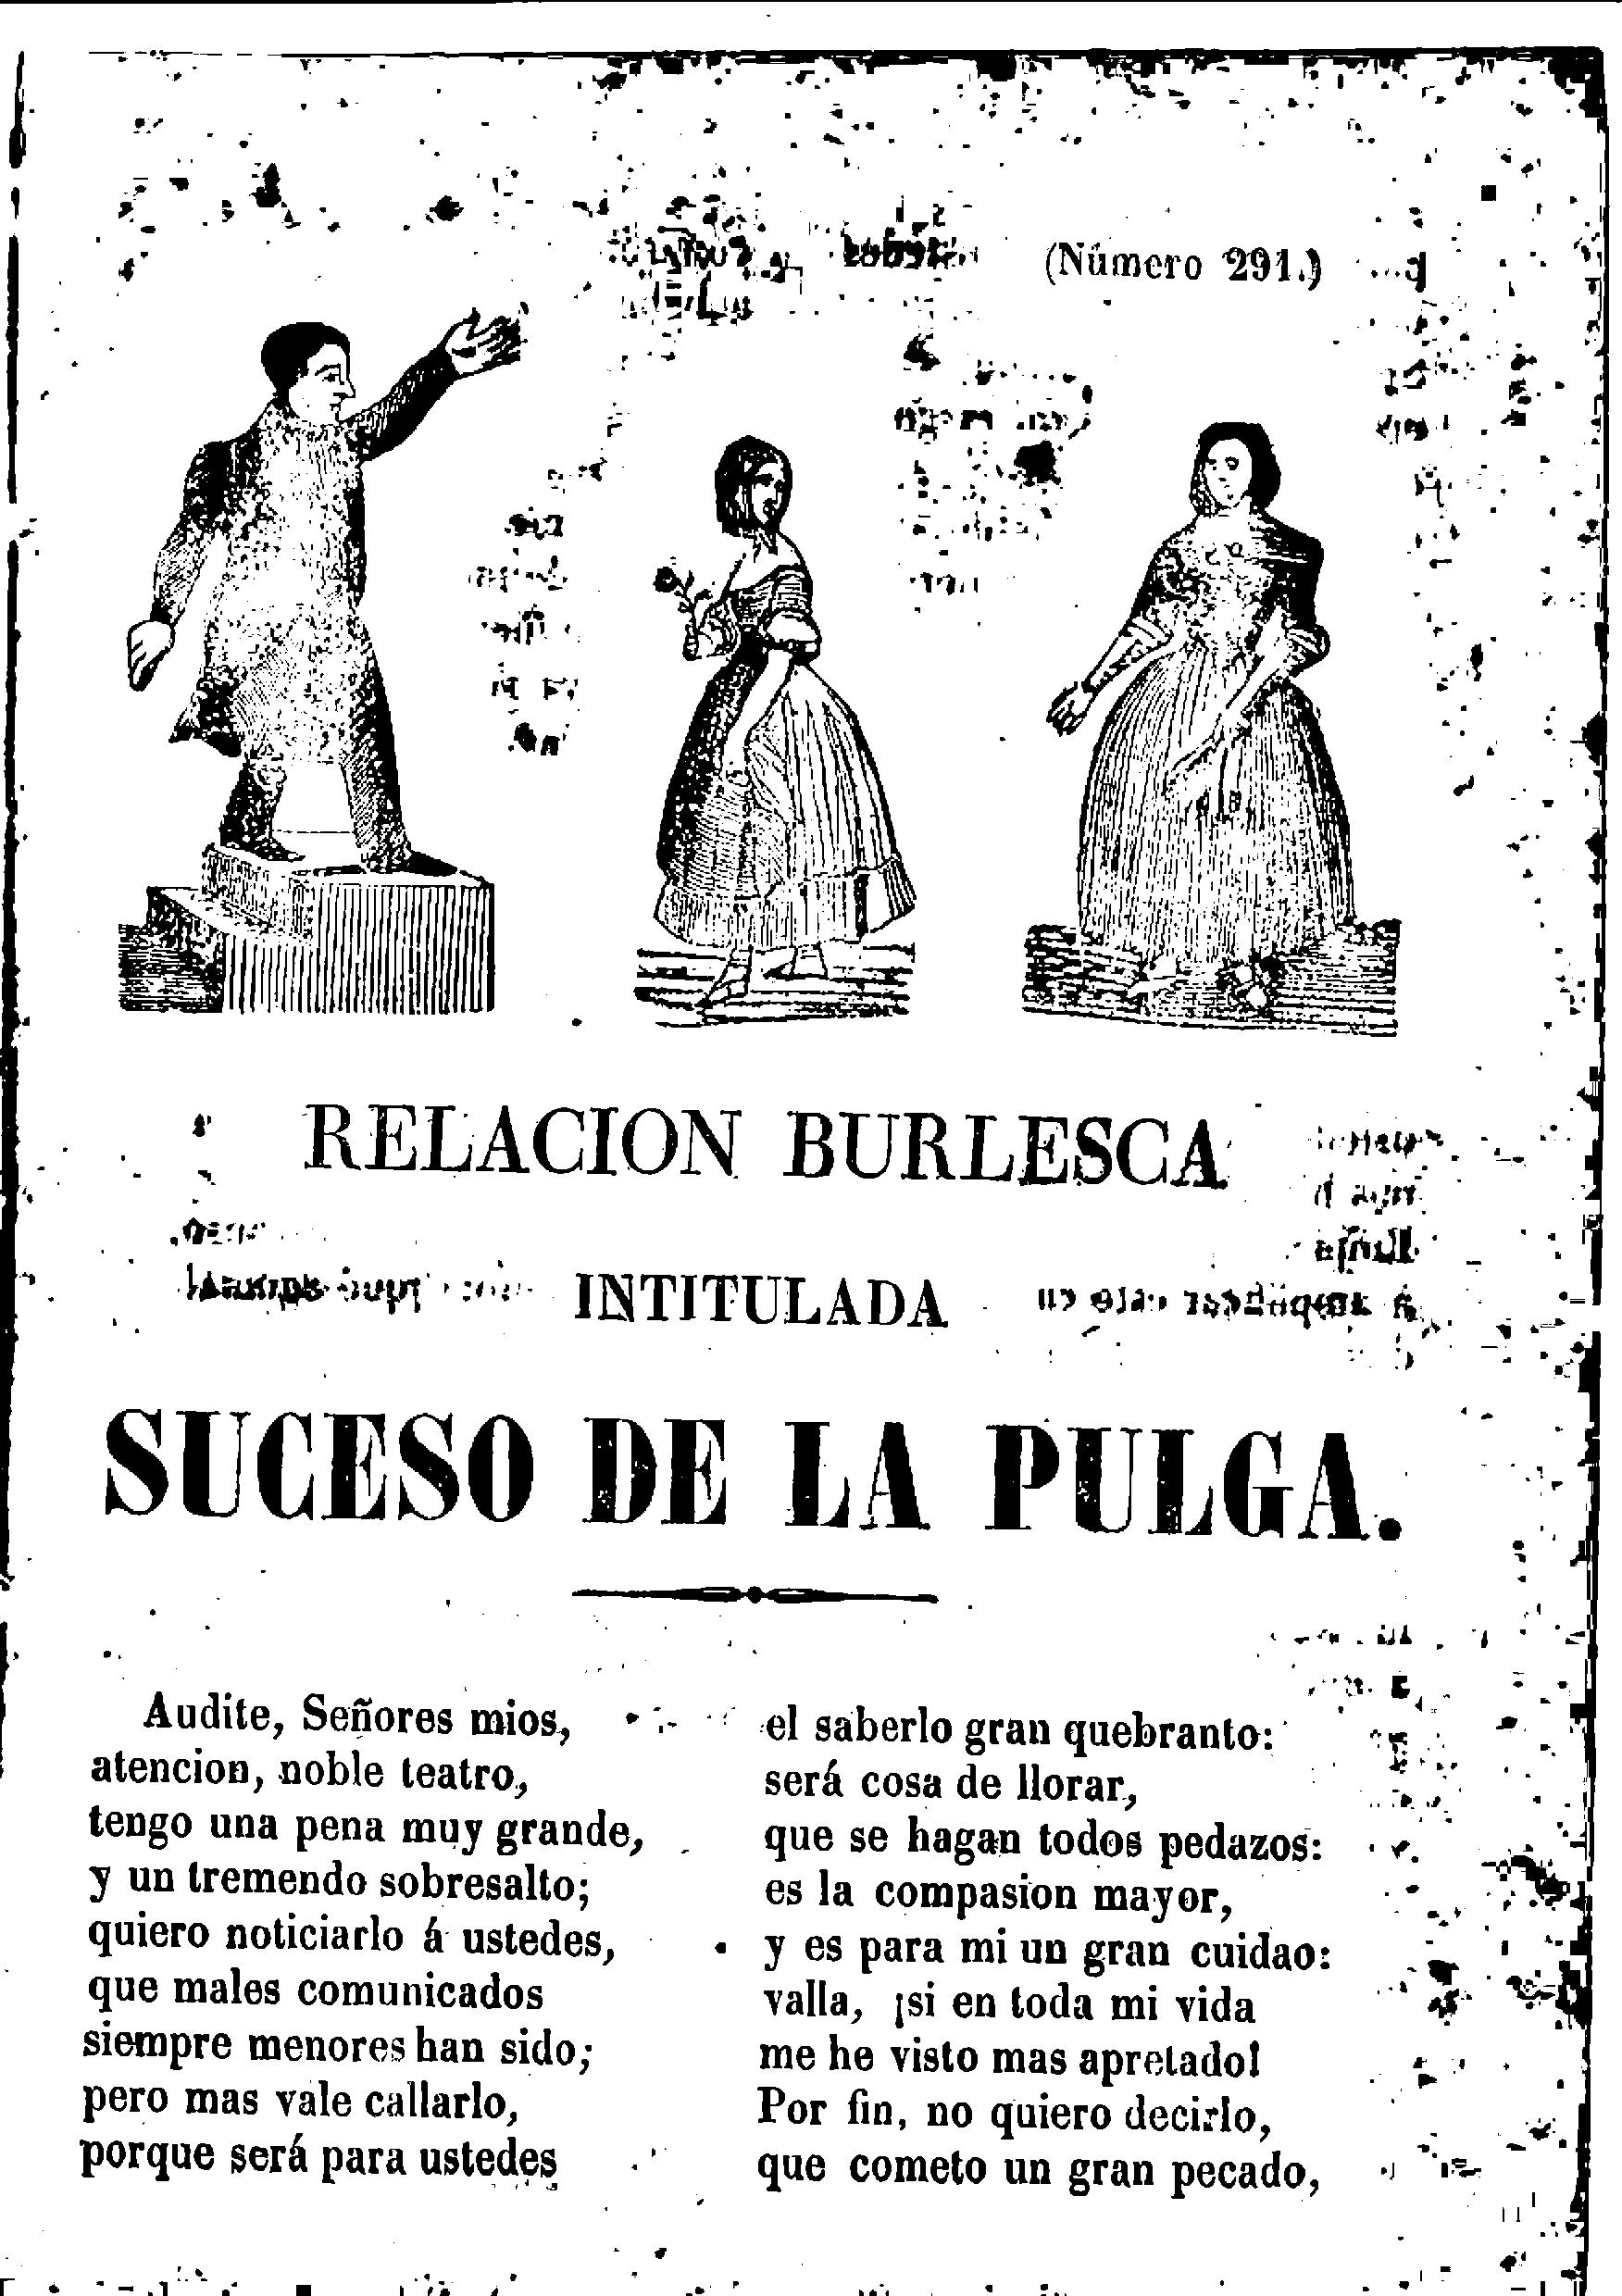 (Número 291.)
RELACION BURLESCA
INTITULADA
SUCESO DE LA PULGA.
Audite, Señores mios,
atencion, noble teatro,
tengo una pena muy grande,
y un tremendo sobresalto;
quiero noticiarlo á ustedes,
que males comunicados
siempre menores han sido;
pero mas vale callarlo,
porque será para ustedes
el saberlo gran quebranto:
será cosa de llorar,
que se hagan todos pedazos:
es la compasion mayor,
y es para mi un gran cuidao:
valla, ¡si en toda mi vida
me he visto mas apretado!
Por fin, no quiero decirlo,
que cometo un gran pecado,